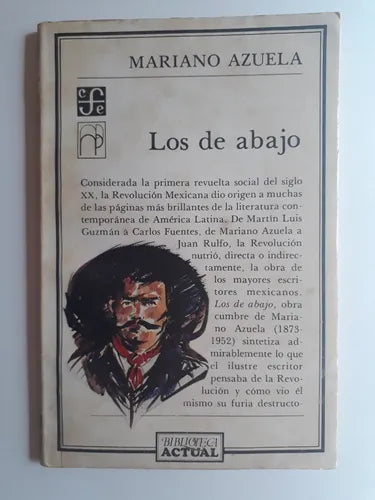 MARIANO AZUELA
c
f
e
Los de abajo
Considerada la primera revuelta social del siglo
XX, la Revolución Mexicana dio origen a muchas
de las páginas más brillantes de la literatura con-
temporánea de América Latina. De Martín Luis
Guzmán a Carlos Fuentes, de Mariano Azuela a
Juan Rulfo, la Revolución
nutrió, directa o indirec-
tamente, la obra de
los mayores escri-
tores mexicanos.
Los de abajo, obra
cumbre de Maria-
no Azuela (1873-
1952) sintetiza ad-
mirablemente lo que
el ilustre escritor
pensaba de la Revo-
lución y cómo vio él
mismo su furia destructo-
BIBLIOTECA
ACTUAL